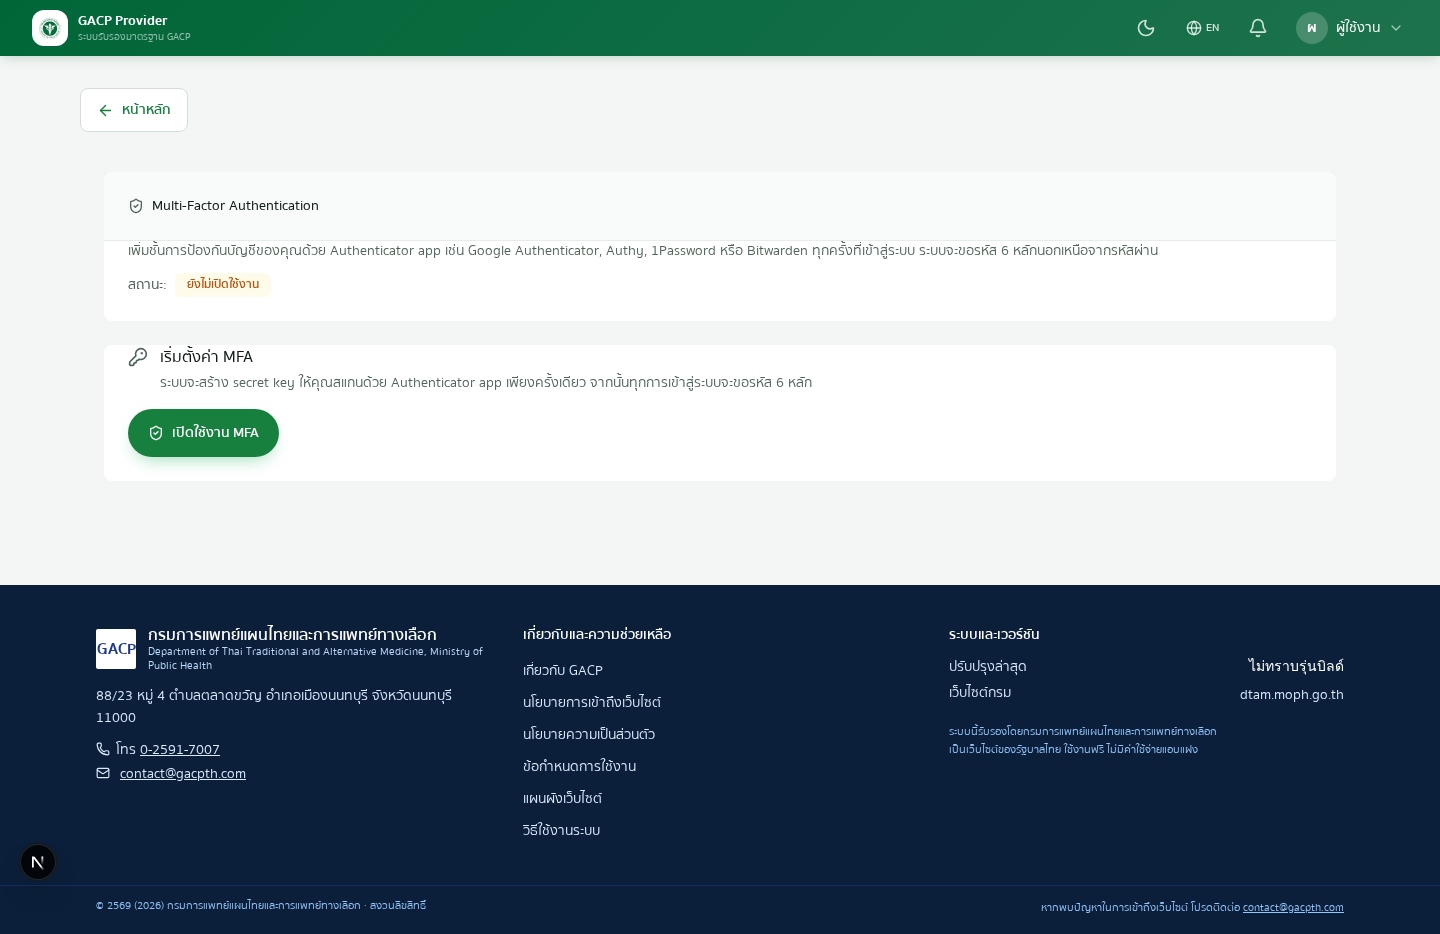 GACP Provider
ระบบรับรองมาตรฐาน GACP
EN
ผ
ผู้ใช้งาน
หน้าหลัก
Multi-Factor Authentication
เพิ่มชั้นการป้องกันบัญชีของคุณด้วย Authenticator app เช่น Google Authenticator, Authy, 1Password หรือ Bitwarden ทุกครั้งที่เข้าสู่ระบบ ระบบจะขอรหัส 6 หลักนอกเหนือจากรหัสผ่าน
สถานะ: ยังไม่เปิดใช้งาน
เริ่มตั้งค่า MFA
ระบบจะสร้าง secret key ให้คุณสแกนด้วย Authenticator app เพียงครั้งเดียว จากนั้นทุกการเข้าสู่ระบบจะขอรหัส 6 หลัก
เปิดใช้งาน MFA
GACP
กรมการแพทย์แผนไทยและการแพทย์ทางเลือก
Department of Thai Traditional and Alternative Medicine, Ministry of
Public Health
88/23 หมู่ 4 ตำบลตลาดขวัญ อำเภอเมืองนนทบุรี จังหวัดนนทบุรี
11000
โทร 0-2591-7007
contact@gacpth.com
เกี่ยวกับและความช่วยเหลือ
เกี่ยวกับ GACP
นโยบายการเข้าถึงเว็บไซต์
นโยบายความเป็นส่วนตัว
ข้อกำหนดการใช้งาน
แผนผังเว็บไซต์
วิธีใช้งานระบบ
ระบบและเวอร์ชัน
ปรับปรุงล่าสุด ไม่ทราบรุ่นบิลด์
เว็บไซต์กรม dtam.moph.go.th
ระบบนี้รับรองโดยกรมการแพทย์แผนไทยและการแพทย์ทางเลือก
เป็นเว็บไซต์ของรัฐบาลไทย ใช้งานฟรี ไม่มีค่าใช้จ่ายแอบแฝง
N
© 2569 (2026) กรมการแพทย์แผนไทยและการแพทย์ทางเลือก · สงวนลิขสิทธิ์
หากพบปัญหาในการเข้าถึงเว็บไซต์ โปรดติดต่อ contact@gacpth.com